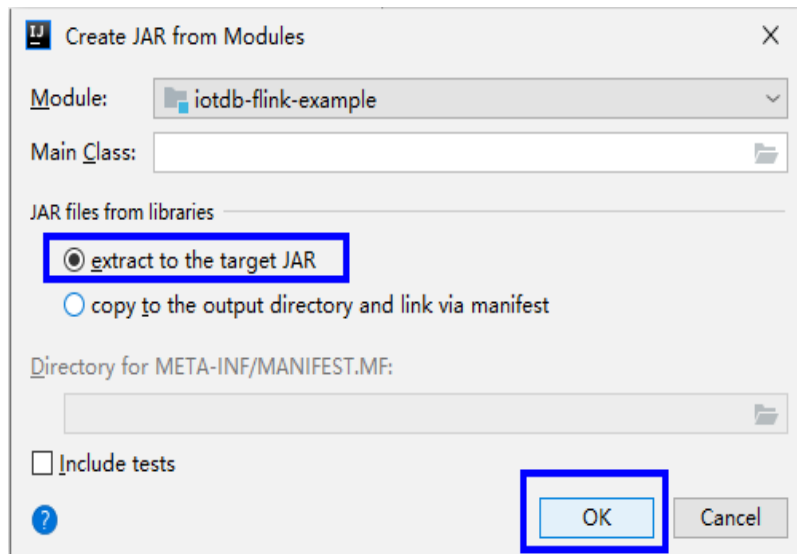 Create JAR from Modules
Module: iotdb-flink-example
Main Class:
JAR files from libraries
extract to the target JAR
copy to the output directory and link via manifest
Directory for META-INF/MANIFEST.MF:
Include tests
? OK Cancel